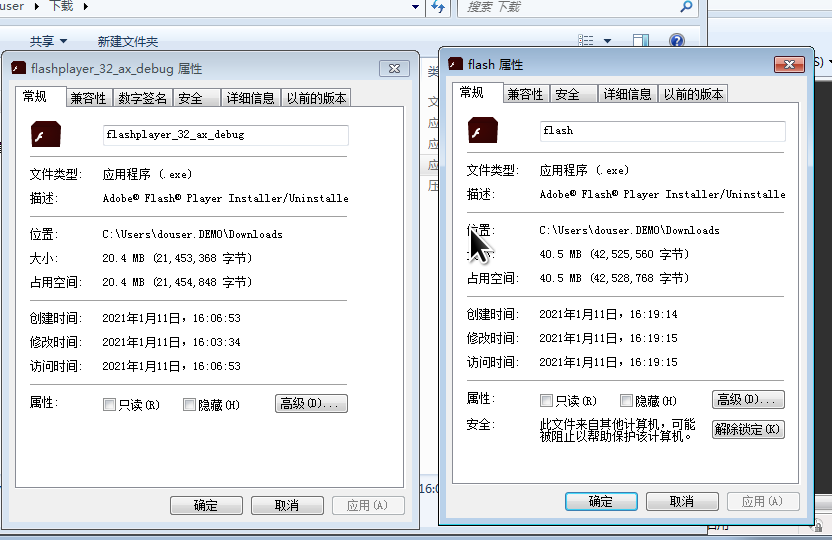 user ▸ 下载 ▸
搜索 下载
共享
新建文件夹
flashplayer_32_ax_debug 属性
常规
兼容性
数字签名
安全
详细信息
以前的版本
flashplayer_32_ax_debug
文件类型: 应用程序 (.exe)
描述: Adobe® Flash® Player Installer/Uninstalle
位置: C:\Users\douser.DEMO\Downloads
大小: 20.4 MB (21,453,368 字节)
占用空间: 20.4 MB (21,454,848 字节)
创建时间: 2021年1月11日, 16:06:53
修改时间: 2021年1月11日, 16:03:34
访问时间: 2021年1月11日, 16:06:53
属性: 只读(R) 隐藏(H) 高级(D)...
确定 取消 应用(A)
flash 属性
常规
兼容性
安全
详细信息
以前的版本
flash
文件类型: 应用程序 (.exe)
描述: Adobe® Flash® Player Installer/Uninstalle
位置: C:\Users\douser.DEMO\Downloads
40.5 MB (42,525,560 字节)
占用空间: 40.5 MB (42,528,768 字节)
创建时间: 2021年1月11日, 16:19:14
修改时间: 2021年1月11日, 16:19:15
访问时间: 2021年1月11日, 16:19:15
属性: 只读(R) 隐藏(H) 高级(D)...
安全: 此文件来自其他计算机，可能
被阻止以帮助保护该计算机。
解除锁定(K)
确定 取消 应用(A)